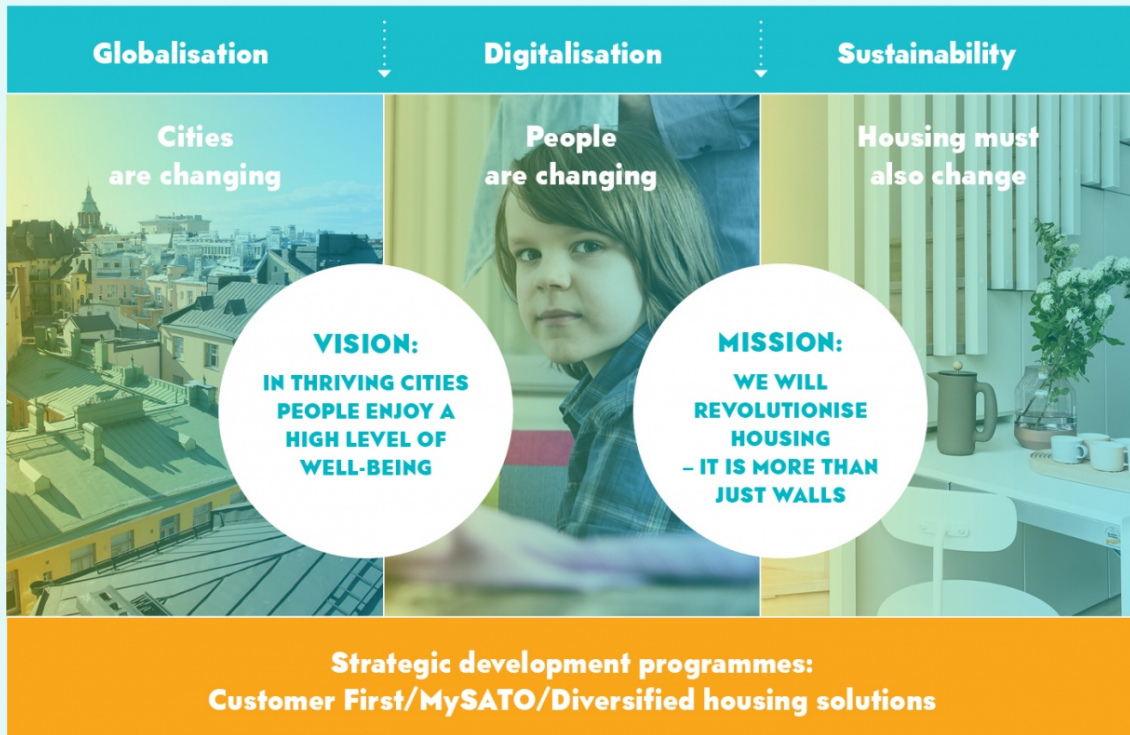 Globalisation
Digitalisation
Sustainability
Cities
are changing
People
are changing
Housing must
also change
VISION:
IN THRIVING CITIES
PEOPLE ENJOY A
HIGH LEVEL OF
WELL-BEING
MISSION:
WE WILL
REVOLUTIONISE
HOUSING
– IT IS MORE THAN
JUST WALLS
Strategic development programmes:
Customer First/MySATO/Diversified housing solutions